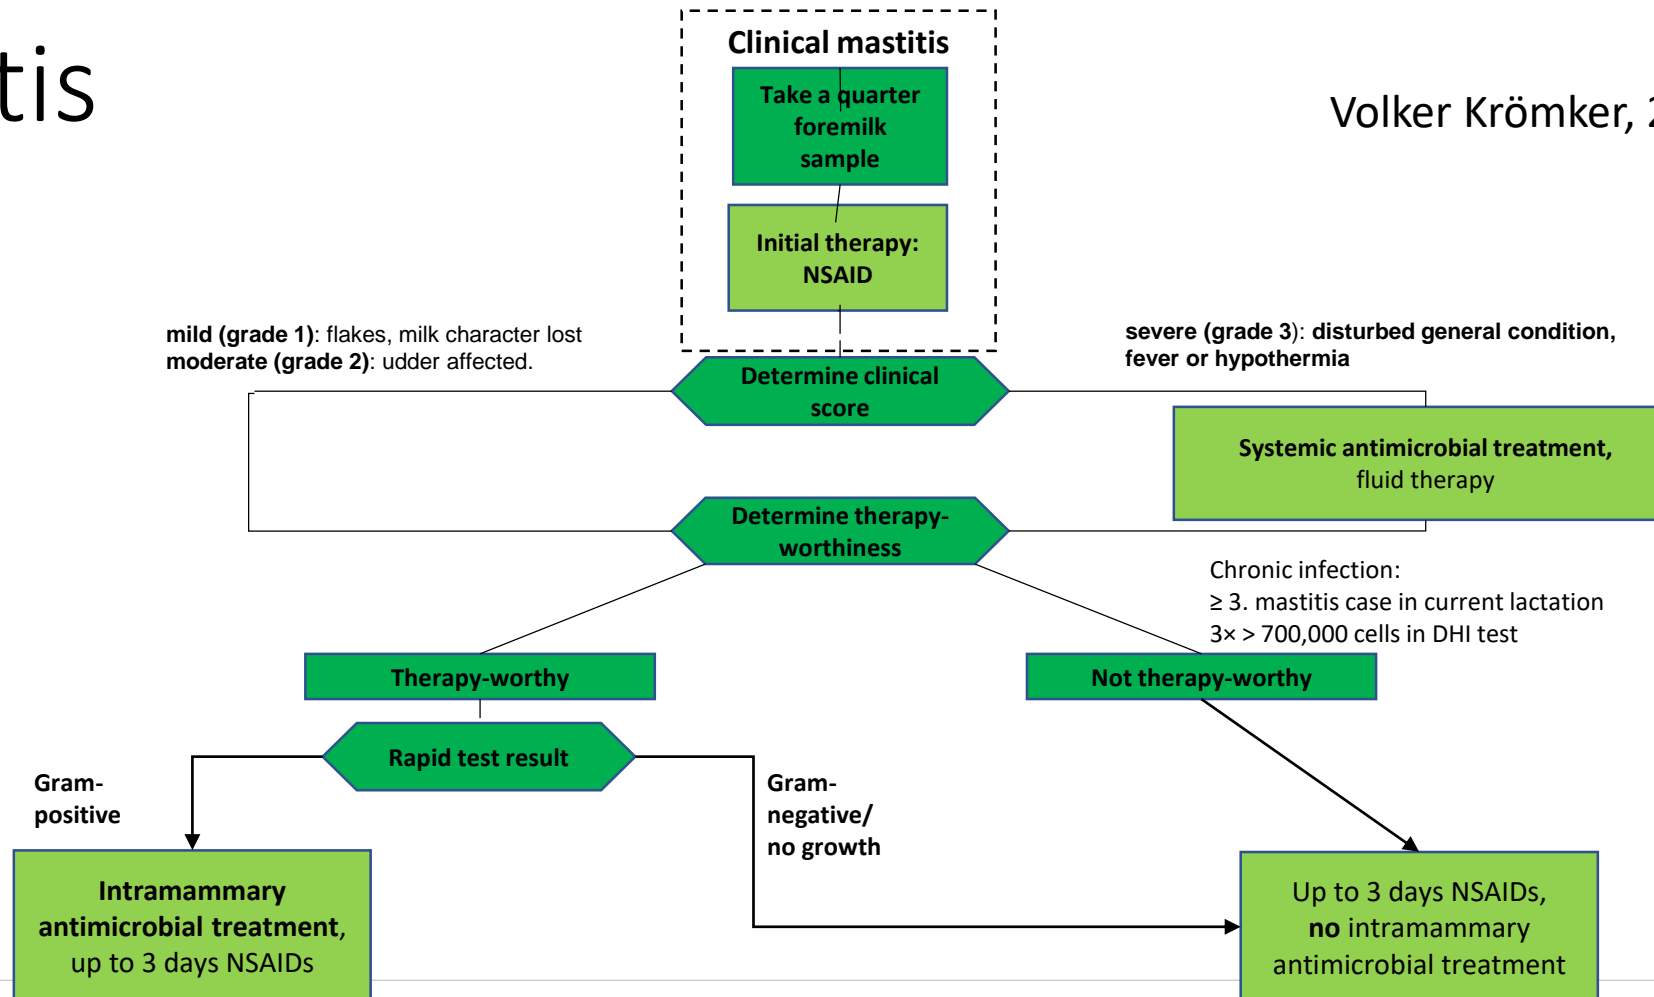 tis
Volker Krömker, 2
Clinical mastitis
Take a quarter
foremilk
sample
Initial therapy:
NSAID
mild (grade 1): flakes, milk character lost
moderate (grade 2): udder affected.
severe (grade 3): disturbed general condition,
fever or hypothermia
Determine clinical
score
Systemic antimicrobial treatment,
fluid therapy
Determine therapy-
worthiness
Chronic infection:
≥ 3. mastitis case in current lactation
3× > 700,000 cells in DHI test
Therapy-worthy
Not therapy-worthy
Rapid test result
Gram-
positive
Gram-
negative/
no growth
Intramammary
antimicrobial treatment,
up to 3 days NSAIDs
Up to 3 days NSAIDs,
no intramammary
antimicrobial treatment